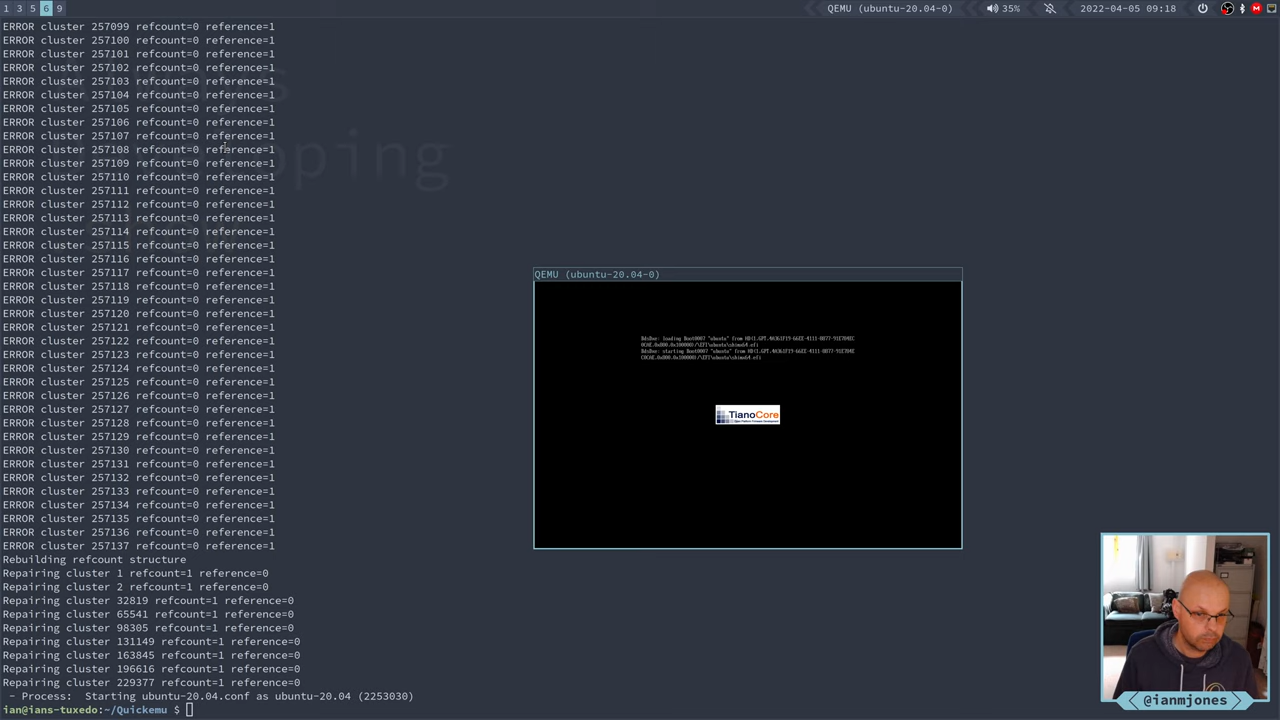 1 3 5 6 9
QEMU (ubuntu-20.04-0)
35%
2022-04-05 09:18
ERROR cluster 257099 refcount=0 reference=1
ERROR cluster 257100 refcount=0 reference=1
ERROR cluster 257101 refcount=0 reference=1
ERROR cluster 257102 refcount=0 reference=1
ERROR cluster 257103 refcount=0 reference=1
ERROR cluster 257104 refcount=0 reference=1
ERROR cluster 257105 refcount=0 reference=1
ERROR cluster 257106 refcount=0 reference=1
ERROR cluster 257107 refcount=0 reference=1
ERROR cluster 257108 refcount=0 reference=1
ERROR cluster 257109 refcount=0 reference=1
ERROR cluster 257110 refcount=0 reference=1
ERROR cluster 257111 refcount=0 reference=1
ERROR cluster 257112 refcount=0 reference=1
ERROR cluster 257113 refcount=0 reference=1
ERROR cluster 257114 refcount=0 reference=1
ERROR cluster 257115 refcount=0 reference=1
ERROR cluster 257116 refcount=0 reference=1
ERROR cluster 257117 refcount=0 reference=1
ERROR cluster 257118 refcount=0 reference=1
ERROR cluster 257119 refcount=0 reference=1
ERROR cluster 257120 refcount=0 reference=1
ERROR cluster 257121 refcount=0 reference=1
ERROR cluster 257122 refcount=0 reference=1
ERROR cluster 257123 refcount=0 reference=1
ERROR cluster 257124 refcount=0 reference=1
ERROR cluster 257125 refcount=0 reference=1
ERROR cluster 257126 refcount=0 reference=1
ERROR cluster 257127 refcount=0 reference=1
ERROR cluster 257128 refcount=0 reference=1
ERROR cluster 257129 refcount=0 reference=1
ERROR cluster 257130 refcount=0 reference=1
ERROR cluster 257131 refcount=0 reference=1
ERROR cluster 257132 refcount=0 reference=1
ERROR cluster 257133 refcount=0 reference=1
ERROR cluster 257134 refcount=0 reference=1
ERROR cluster 257135 refcount=0 reference=1
ERROR cluster 257136 refcount=0 reference=1
ERROR cluster 257137 refcount=0 reference=1
Rebuilding refcount structure
Repairing cluster 1 refcount=1 reference=0
Repairing cluster 2 refcount=1 reference=0
Repairing cluster 32819 refcount=1 reference=0
Repairing cluster 65541 refcount=1 reference=0
Repairing cluster 98305 refcount=1 reference=0
Repairing cluster 131149 refcount=1 reference=0
Repairing cluster 163845 refcount=1 reference=0
Repairing cluster 196616 refcount=1 reference=0
Repairing cluster 229377 refcount=1 reference=0
- Process: Starting ubuntu-20.04.conf as ubuntu-20.04 (2253030)
ian@ians-tuxedo:~/Quickemu $
QEMU (ubuntu-20.04-0)
BdsDxe: loading Boot0007 "ubuntu" from
BdsDxe: starting Boot0007 "ubuntu" from
TianoCore
@ianmjones